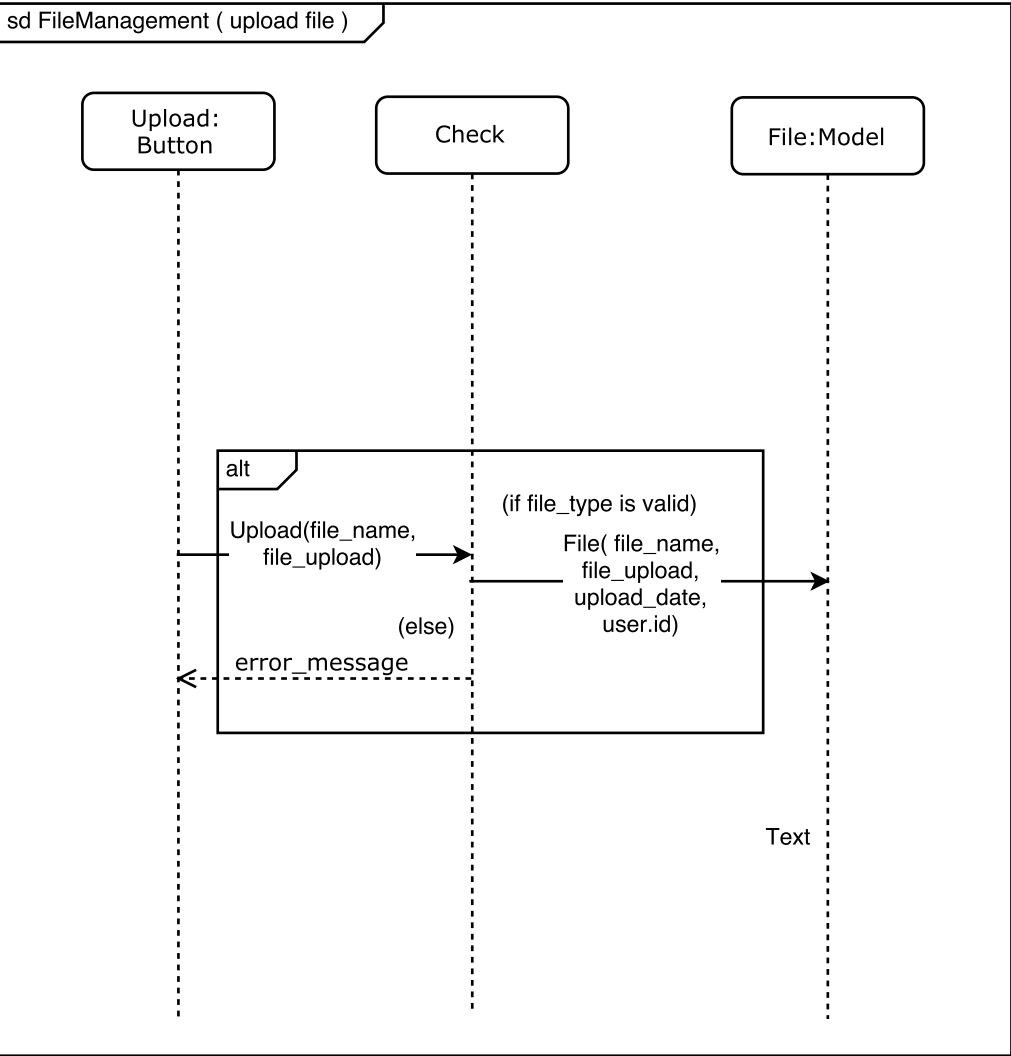 sd FileManagement ( upload file )
Upload:
Button
Check
File:Model
alt
(if file_type is valid)
Upload(file_name,
file_upload)
File( file_name,
file_upload,
upload_date,
user.id)
(else)
error_message
Text